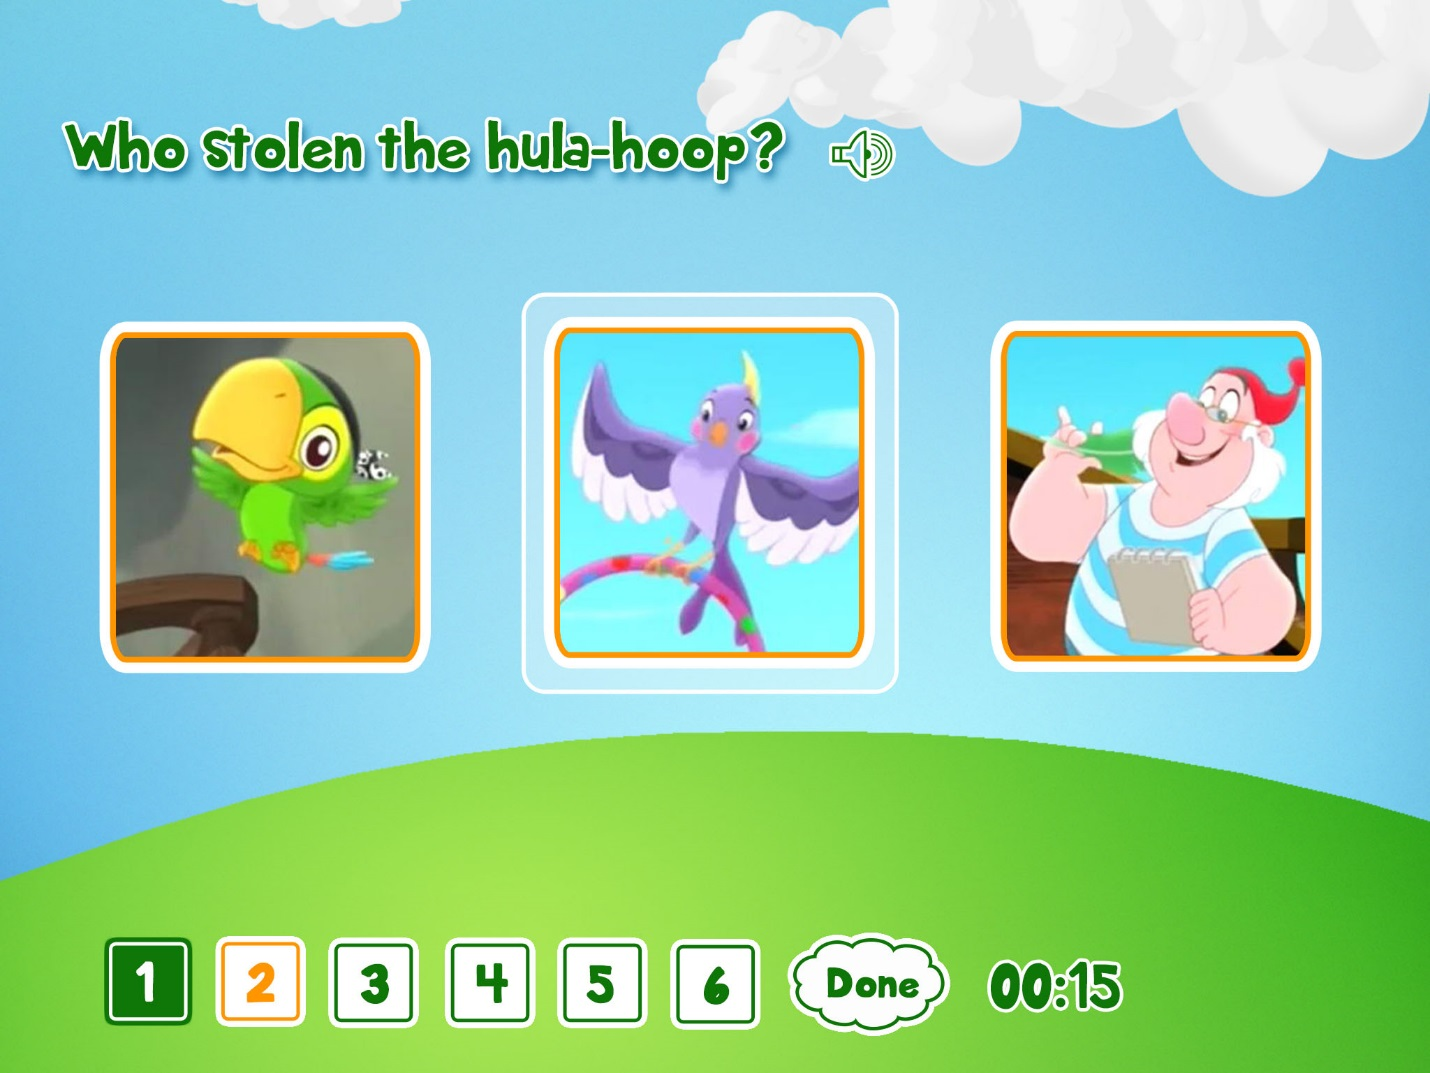 Who stolen the hula-hoop?
1 2 3 4 5 6 Done 00:15